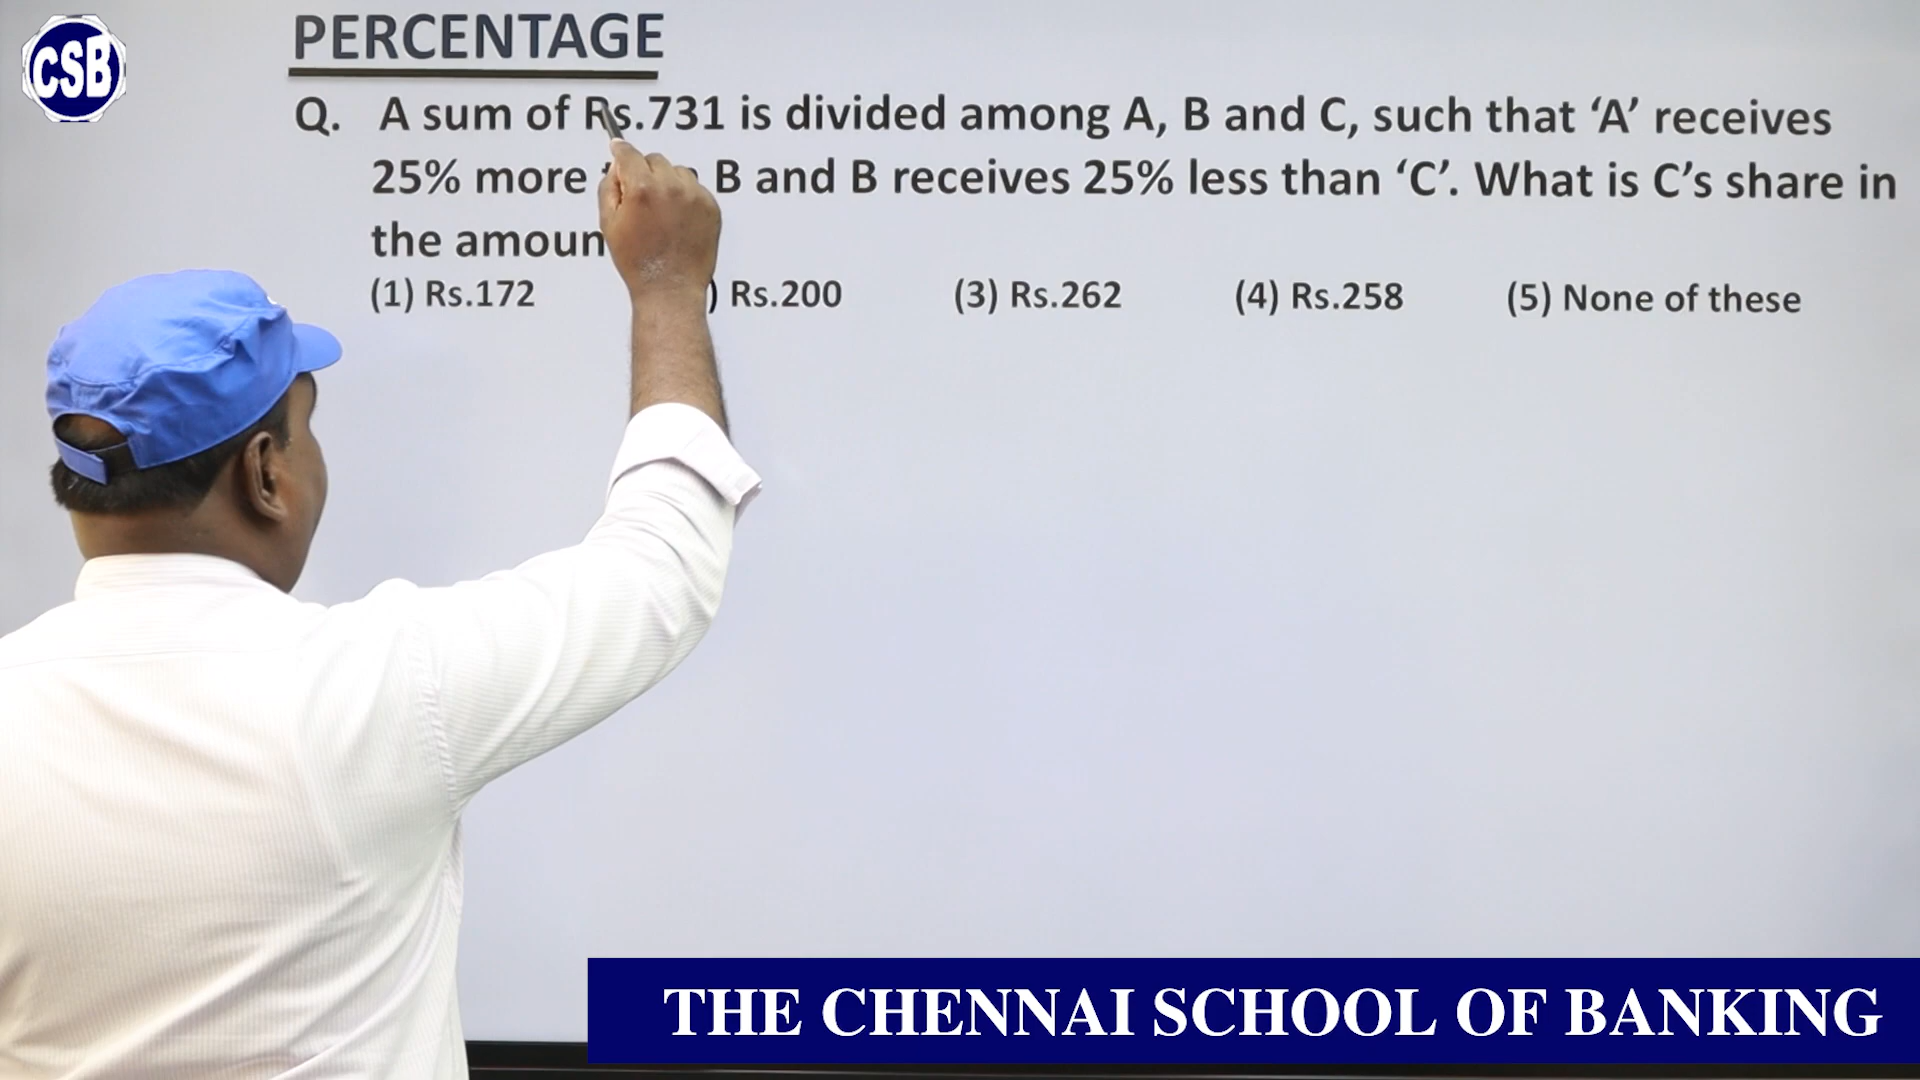 CSB
PERCENTAGE
Q. A sum of Rs.731 is divided among A, B and C, such that ‘A’ receives
25% more B and B receives 25% less than ‘C’. What is C’s share in
the amoun
(1) Rs.172 ) Rs.200 (3) Rs.262 (4) Rs.258 (5) None of these
THE CHENNAI SCHOOL OF BANKING